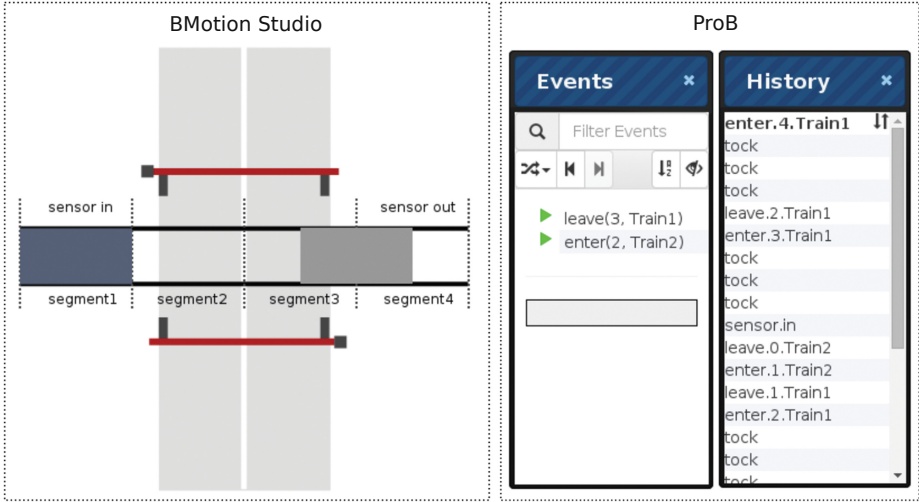 BMotion Studio
sensor in
sensor out
segment1
segment2
segment3
segment4
ProB
Events ×
Filter Events
leave(3, Train1)
enter(2, Train2)
History ×
enter.4.Train1
tock
tock
tock
leave.2.Train1
enter.3.Train1
tock
tock
tock
sensor.in
leave.0.Train2
enter.1.Train2
leave.1.Train1
enter.2.Train1
tock
tock
tock